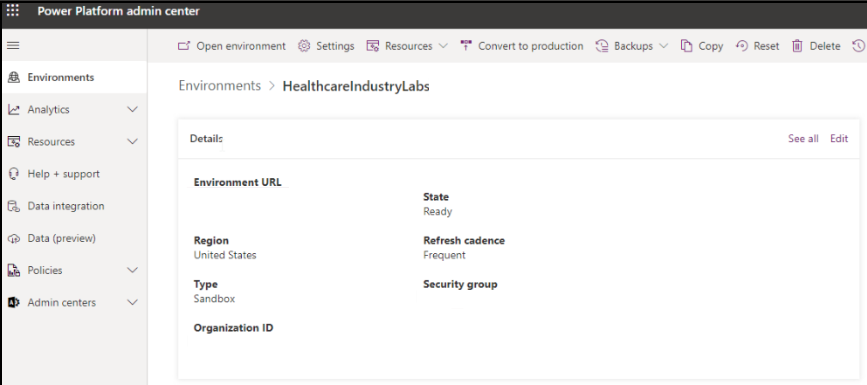 Power Platform admin center
Open environment Settings Resources Convert to production Backups Copy Reset Delete
Environments
Analytics
Resources
Help + support
Data integration
Data (preview)
Policies
Admin centers
Environments > HealthcareIndustryLabs
Details See all Edit
Environment URL
State
Ready
Region
United States
Refresh cadence
Frequent
Type
Sandbox
Security group
Organization ID